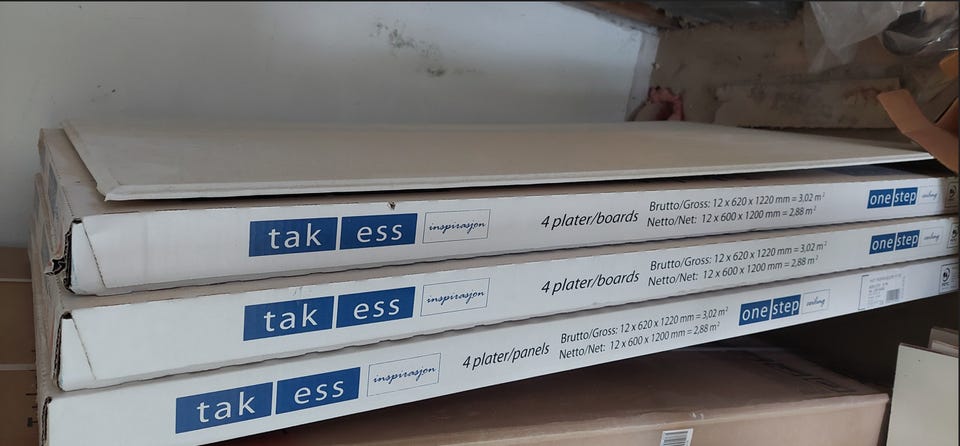 tak ess inspirasjon
4 plater/boards
Brutto/Gross: 12 x 620 x 1220 mm = 3,02 m²
Netto/Net: 12 x 600 x 1200 mm = 2,88 m²
one step ceiling
tak ess inspirasjon
4 plater/boards
Brutto/Gross: 12 x 620 x 1220 mm = 3,02 m²
Netto/Net: 12 x 600 x 1200 mm = 2,88 m²
one step ceiling
tak ess inspirasjon
4 plater/panels
Brutto/Gross: 12 x 620 x 1220 mm = 3,02 m²
Netto/Net: 12 x 600 x 1200 mm = 2,88 m²
one step ceiling